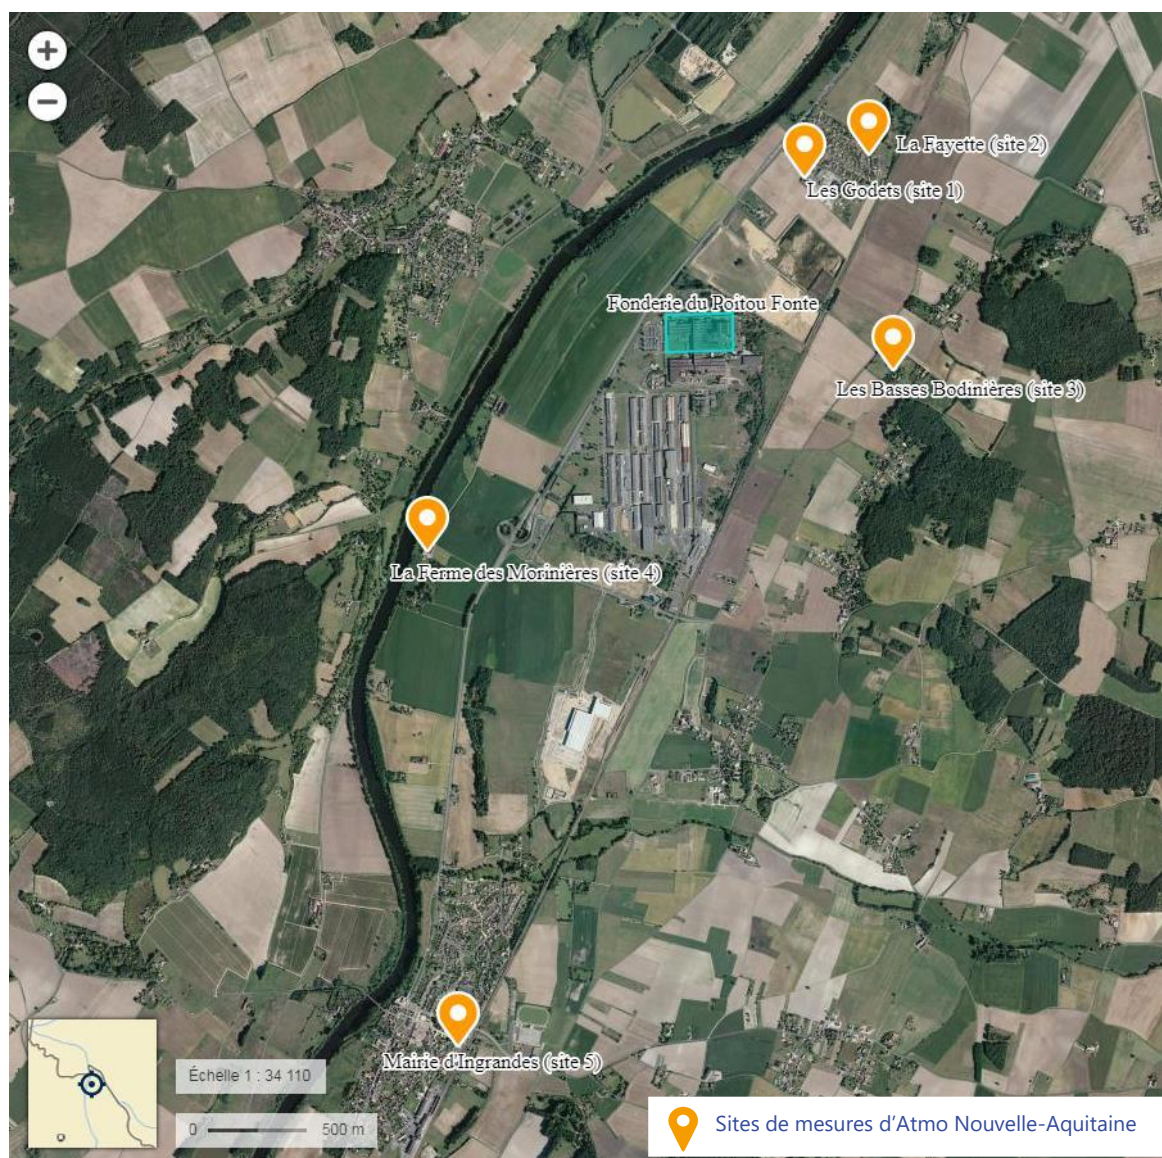 La Fayette (site 2)
Les Godets (site 1)
Fonderie du Poitou Fonte
Les Basses Bodinières (site 3)
La Ferme des Morinières (site 4)
Mairie d'Ingrandes (site 5)
Échelle 1 : 34 110
0 500 m
Sites de mesures d'Atmo Nouvelle-Aquitaine